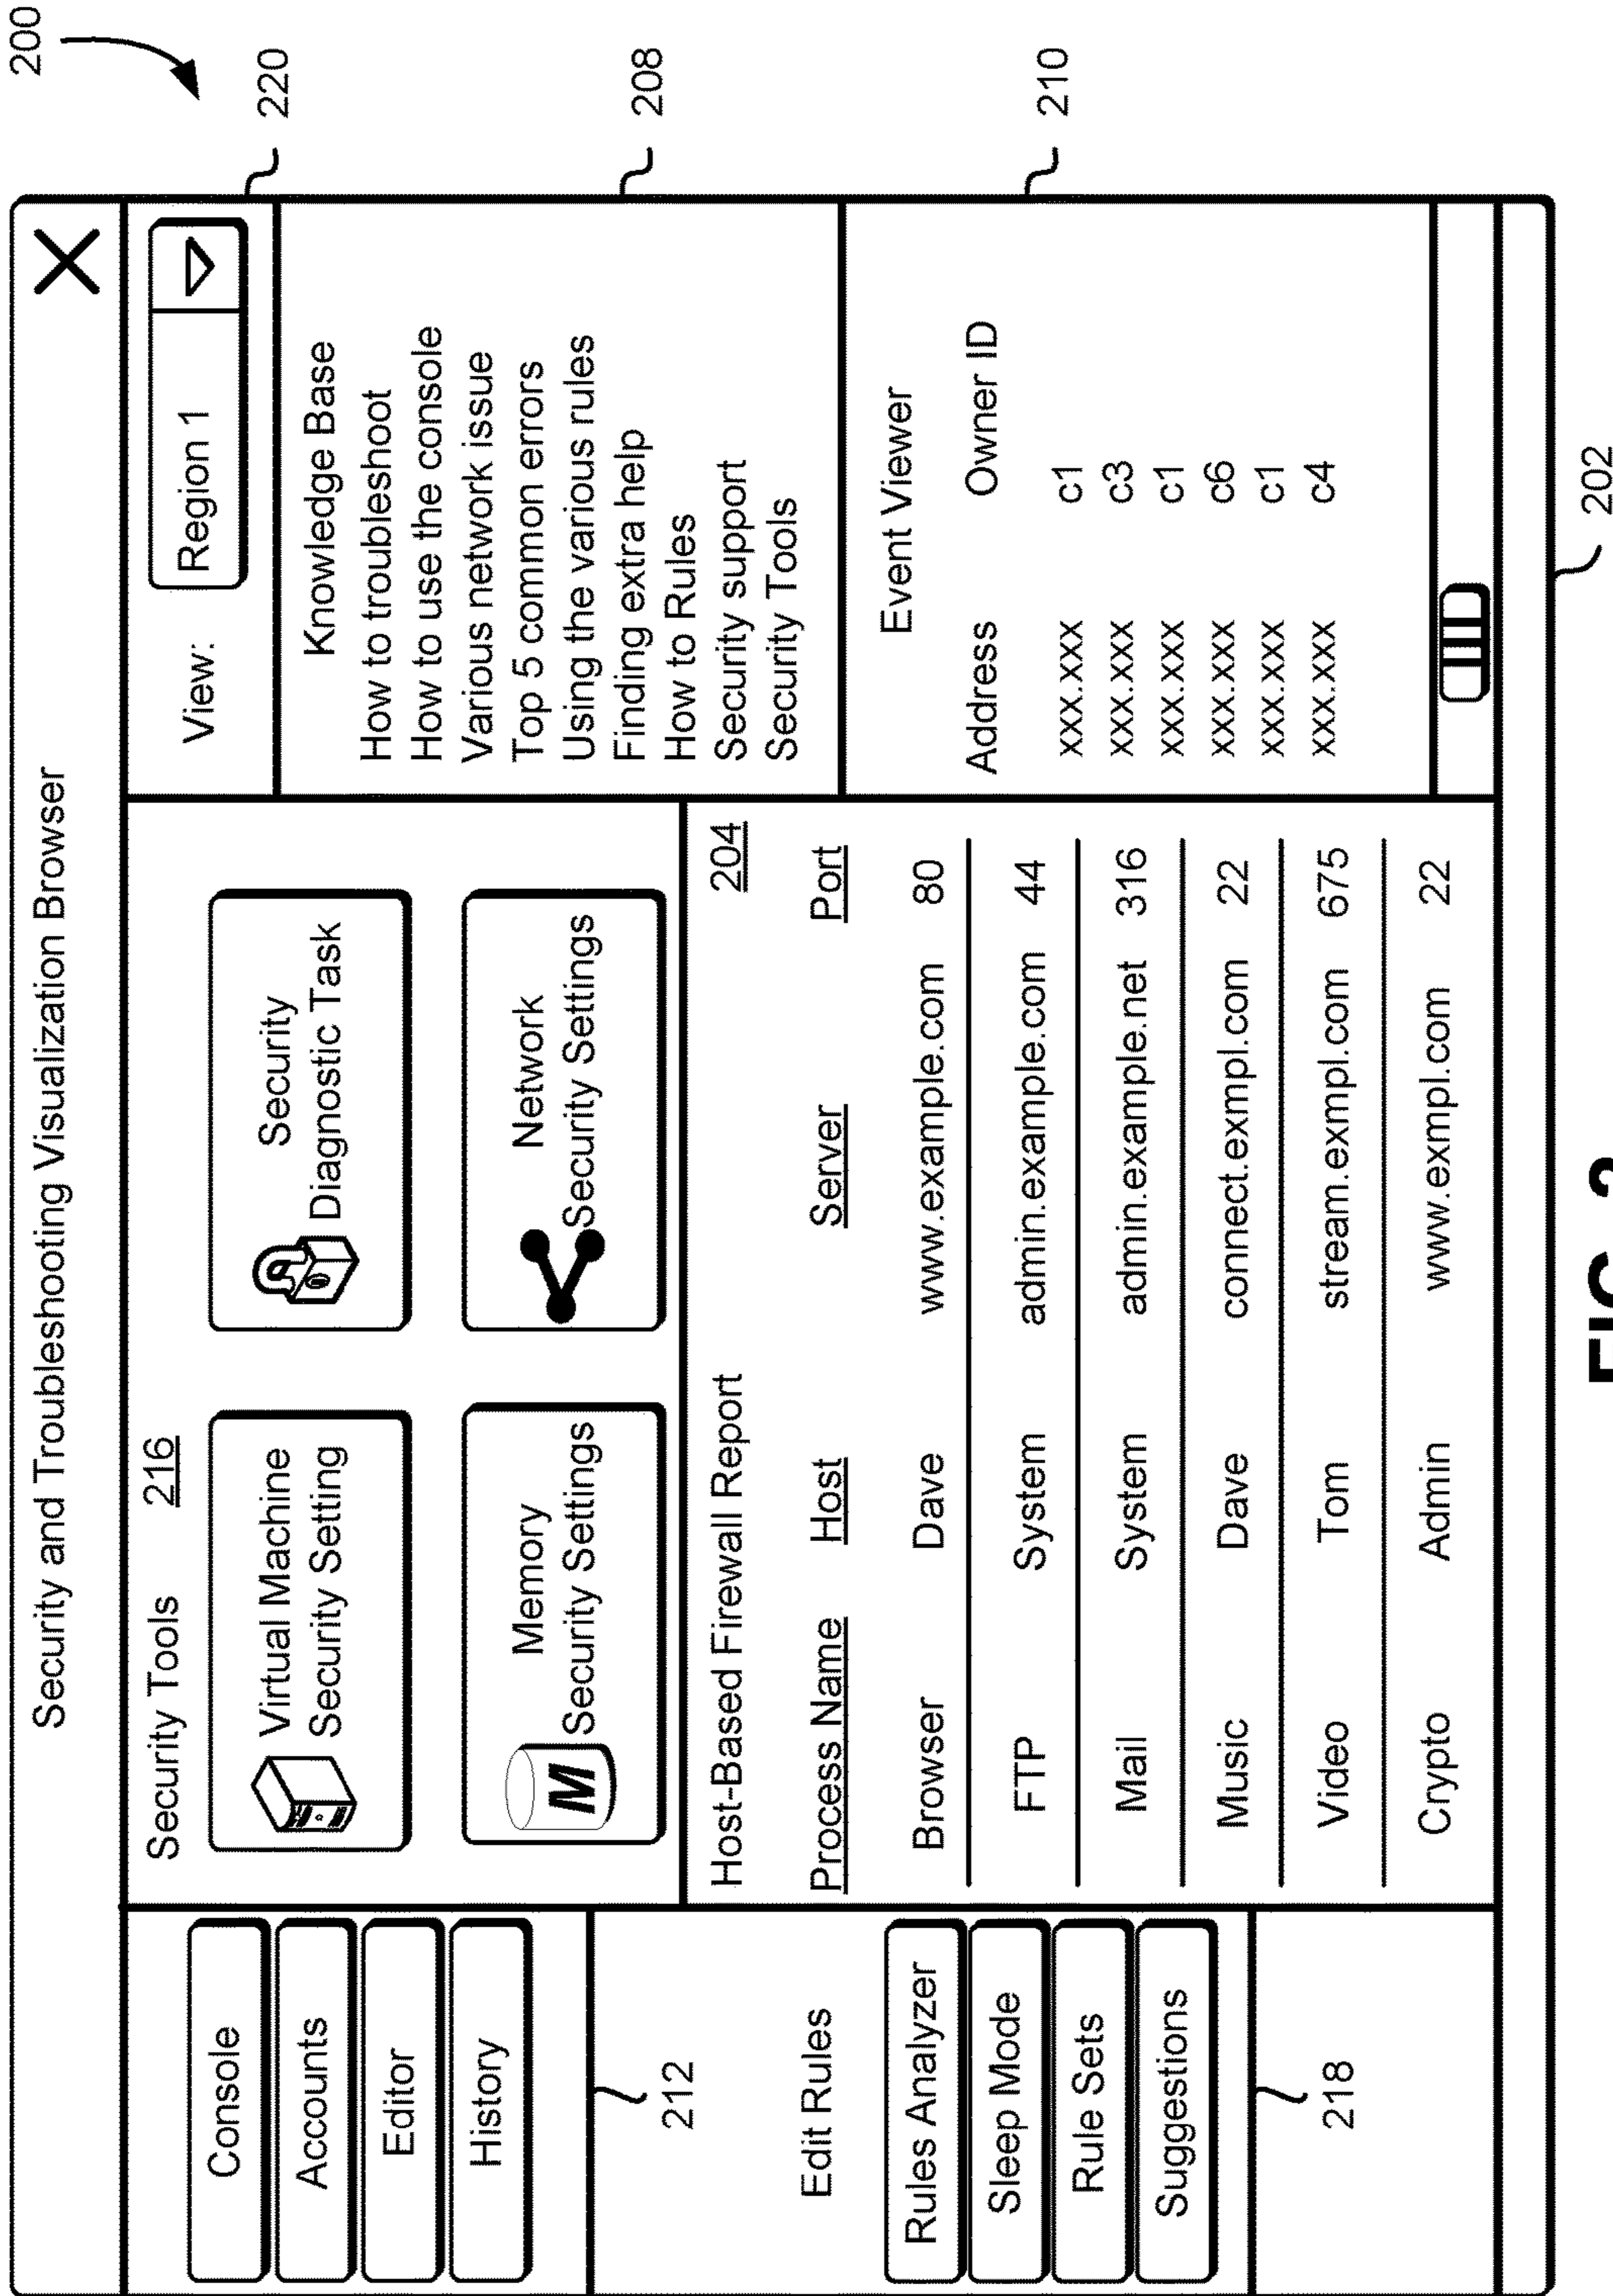 200
Security and Troubleshooting Visualization Browser
Console
Accounts
Editor
History
212
Edit Rules
Rules Analyzer
Sleep Mode
Rule Sets
Suggestions
218
Security Tools 216
Virtual Machine
Security Setting
Security
Diagnostic Task
M
Memory
Security Settings
Network
Security Settings
Host-Based Firewall Report 204
Process Name Host Server Port
Browser Dave www.example.com 80
FTP System admin.example.com 44
Mail System admin.example.net 316
Music Dave connect.exmpl.com 22
Video Tom stream.exmpl.com 675
Crypto Admin www.exmpl.com 22
View: Region 1
220
Knowledge Base
How to troubleshoot
How to use the console
Various network issue
Top 5 common errors
Using the various rules
Finding extra help
How to Rules
Security support
Security Tools
208
Event Viewer
Address Owner ID
xxx.xxx c1
xxx.xxx c3
xxx.xxx c1
xxx.xxx c6
xxx.xxx c1
xxx.xxx c4
210
202